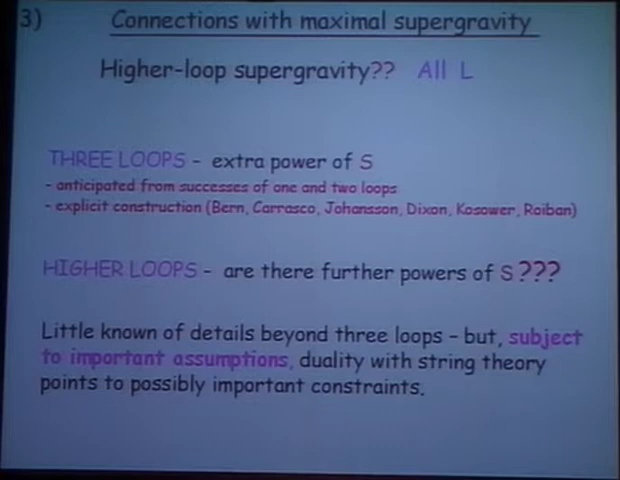 3) Connections with maximal supergravity
Higher-loop supergravity?? All L
THREE LOOPS - extra power of S
- anticipated from successes of one and two loops
- explicit construction (Bern, Carrasco, Johansson, Dixon, Kosower, Roiban)
HIGHER LOOPS - are there further powers of S???
Little known of details beyond three loops - but, subject
to important assumptions, duality with string theory
points to possibly important constraints.